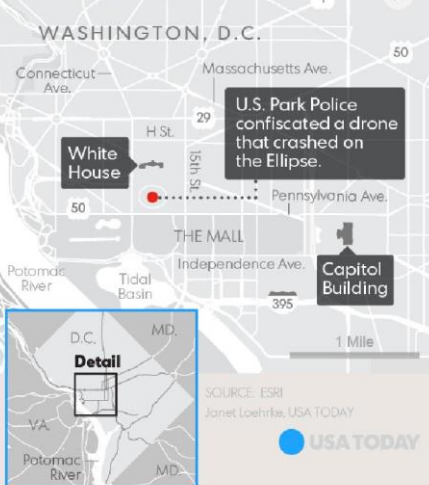 WASHINGTON, D.C.
50
Connecticut
Ave.
Massachusetts Ave.
29
U.S. Park Police
confiscated a drone
that crashed on
the Ellipse.
H St.
White
House
15th St.
50
Pennsylvania Ave.
THE MALL
Independence Ave.
Potomac
River
Tidal
Basin
395
Capitol
Building
1 Mile
D.C.
MD.
Detail
VA.
Potomac
River
MD.
SOURCE: ESRI
Janet Loehrke, USA TODAY
USA TODAY